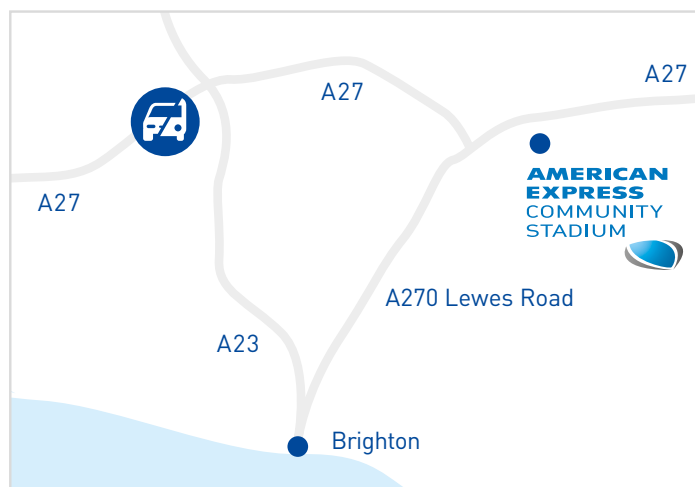 A27
A27
A27
AMERICAN
EXPRESS
COMMUNITY
STADIUM
A270 Lewes Road
A23
Brighton